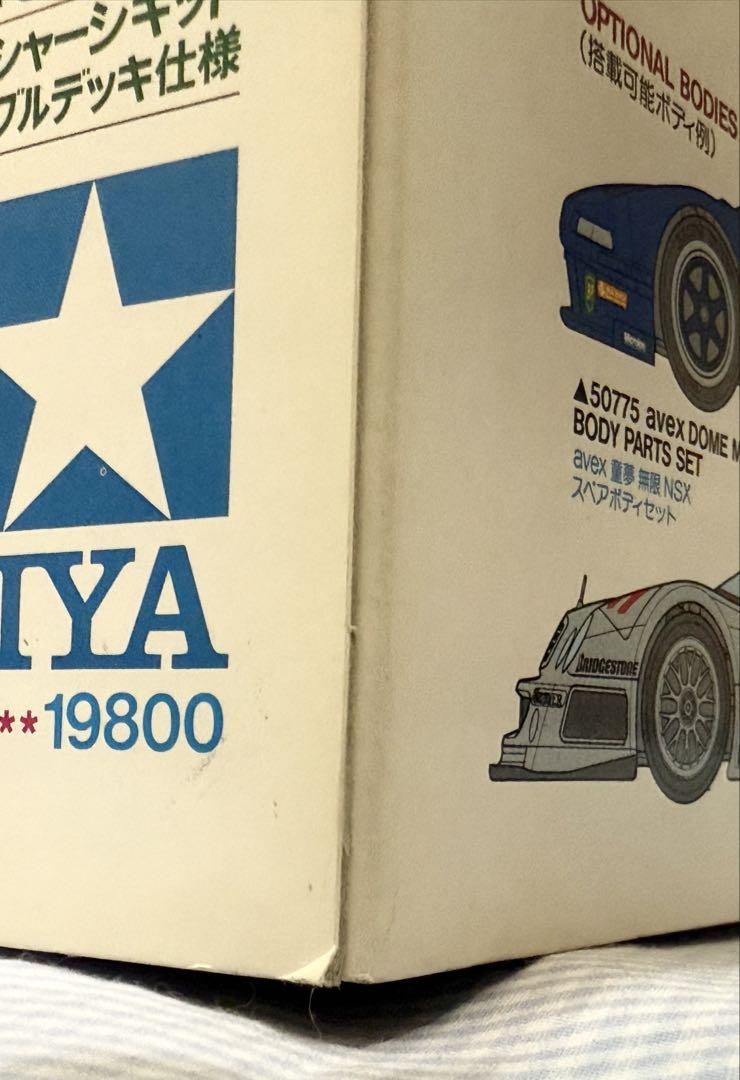 シャーシキット
ブルデッキ仕様
IYA
**19800
OPTIONAL BODIES
(搭載可能ボディ例)
▲50775 avex DOME M
BODY PARTS SET
avex 童夢 無限 NSX
スペアボディセット
BRIDGESTONE